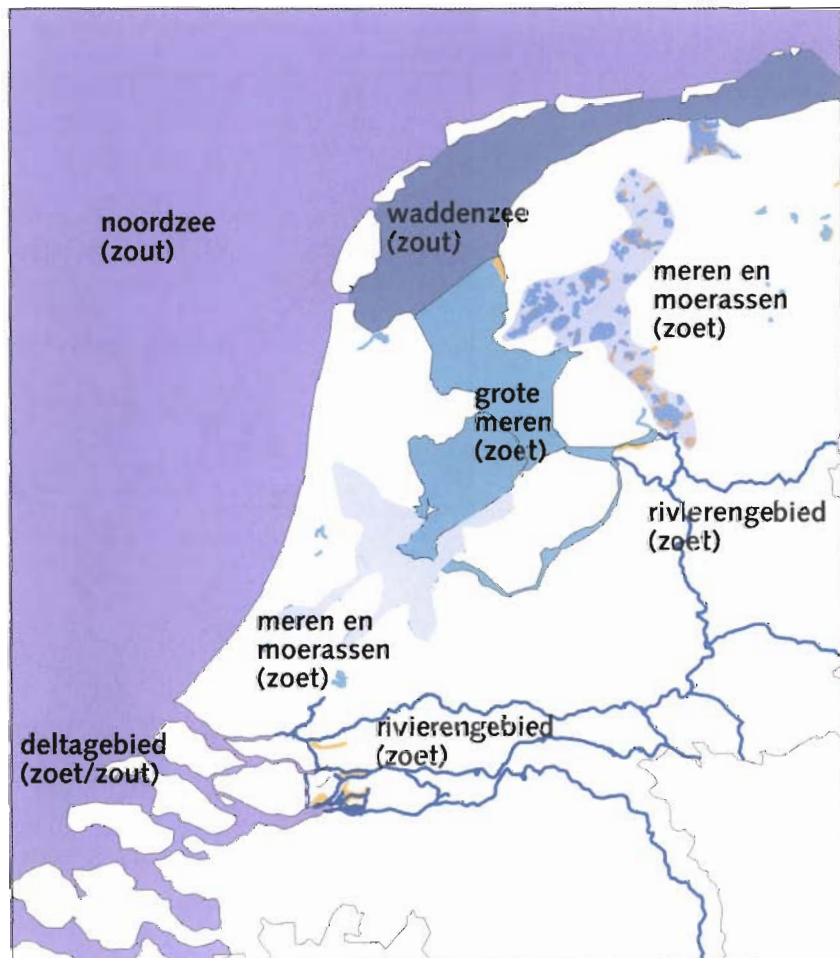 noordzee
(zout)
waddenzee
(zout)
meren en
moerassen
(zoet)
grote
meren
(zoet)
rivierengebied
(zoet)
meren en
moerassen
(zoet)
deltagebied
(zoet/zout)
rivierengebied
(zoet)